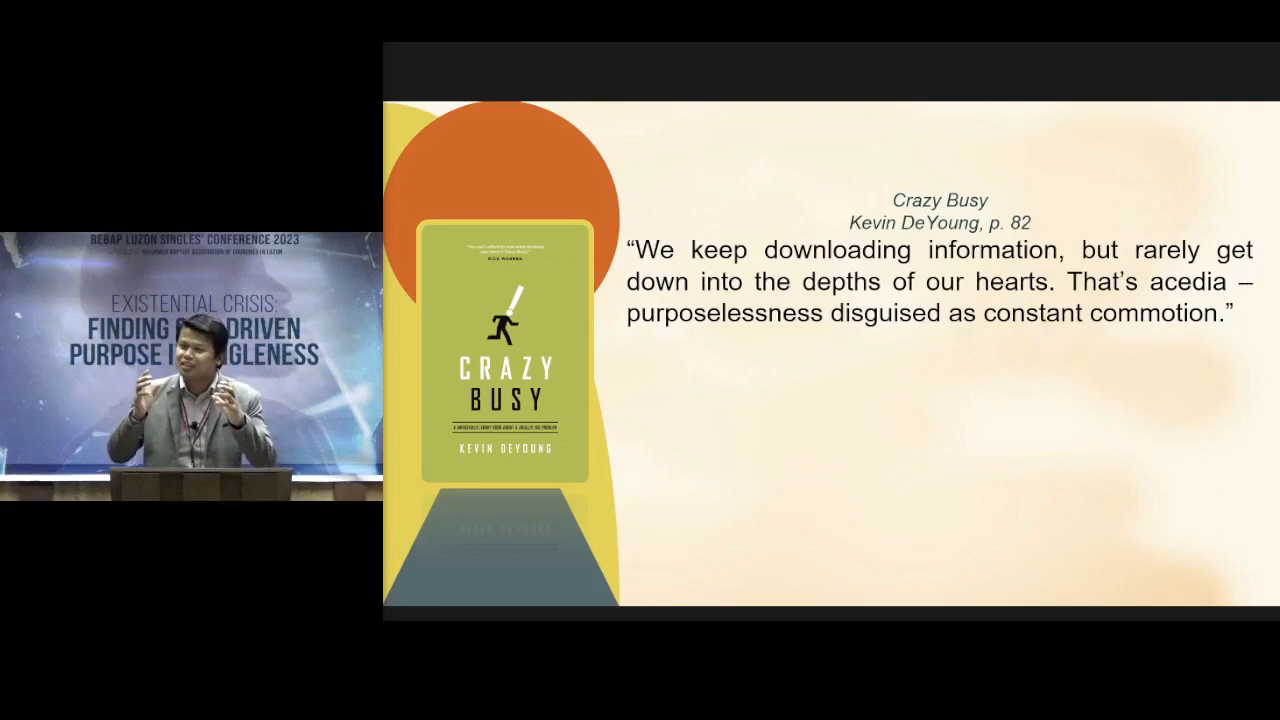 REBAP LUZON SINGLES' CONFERENCE 2023
EXISTENTIAL CRISIS:
FINDING DRIVEN
PURPOSE
Crazy Busy
Kevin DeYoung, p. 82
“We keep downloading information, but rarely get
down into the depths of our hearts. That’s acedia –
purposelessness disguised as constant commotion.”
RICK WARREN
CRAZY
BUSY
KEVIN DEYOUNG